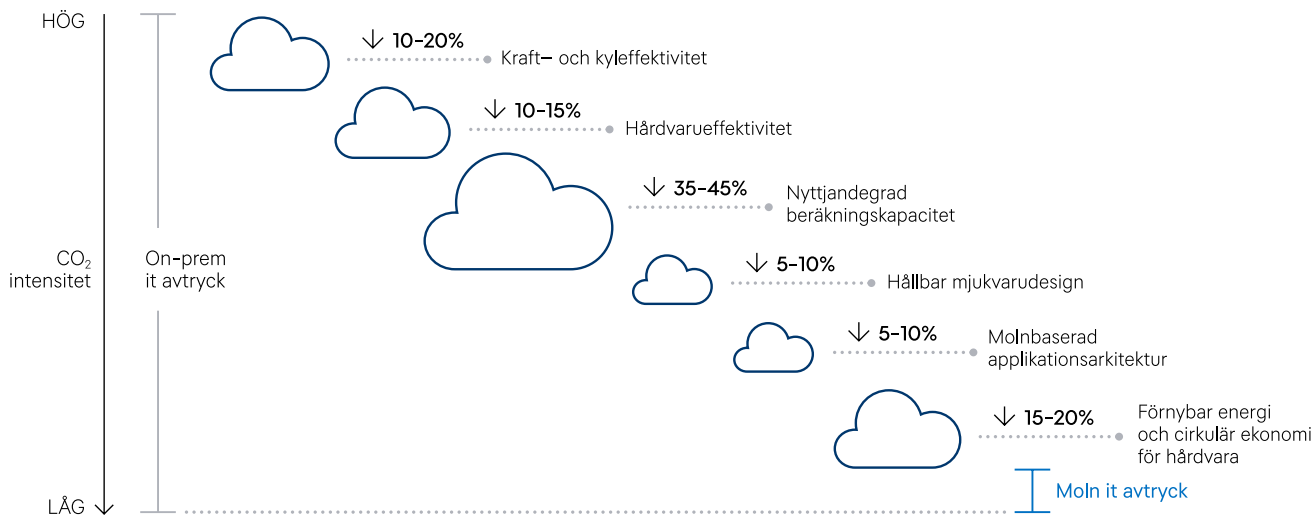 HÖG
10–20%
Kraft– och kyleffektivitet
10–15%
Hårdvarueffektivitet
35–45%
Nyttjandegrad
beräkningskapacitet
CO₂
intensitet
On-prem
it avtryck
5–10%
Hållbar mjukvarudesign
5–10%
Molnbaserad
applikationsarkitektur
15–20%
Förnybar energi
och cirkulär ekonomi
för hårdvara
Moln it avtryck
LÅG